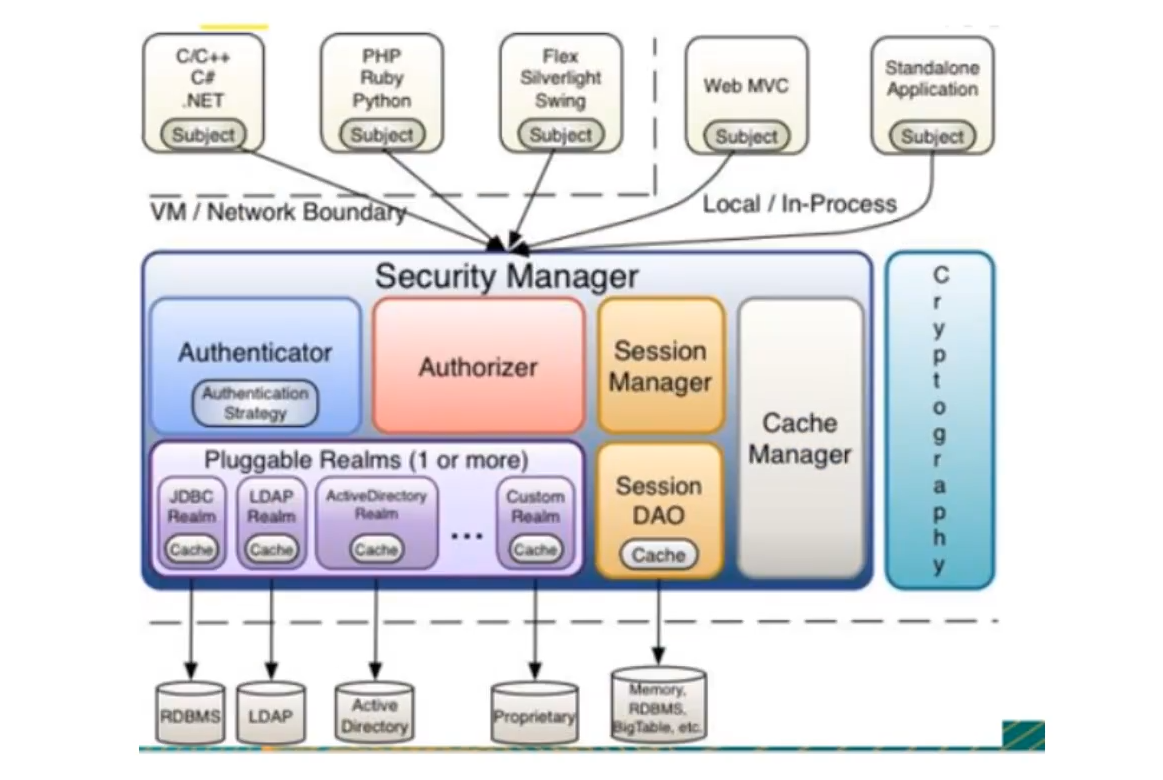 C/C++
C#
.NET
Subject
PHP
Ruby
Python
Subject
Flex
Silverlight
Swing
Subject
Web MVC
Subject
Standalone
Application
Subject
VM / Network Boundary
Local / In-Process
Security Manager
Authenticator
Authentication
Strategy
Authorizer
Session
Manager
Cache
Manager
Cryptography
Pluggable Realms (1 or more)
JDBC
Realm
Cache
LDAP
Realm
Cache
ActiveDirectory
Realm
Cache
...
Custom
Realm
Cache
Session
DAO
Cache
RDBMS
LDAP
Active
Directory
Proprietary
Memory,
RDBMS,
BigTable, etc.